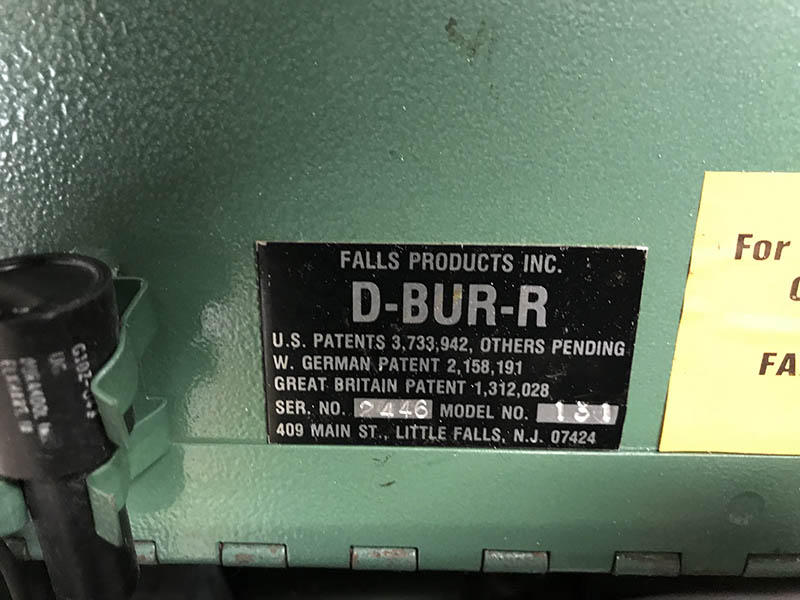 FALLS PRODUCTS INC.
D-BUR-R
U.S. PATENTS 3,733,942, OTHERS PENDING
W. GERMAN PATENT 2,158,191
GREAT BRITAIN PATENT 1,312,028
SER. NO. 2446 MODEL NO. 131
409 MAIN ST., LITTLE FALLS, N.J. 07424
For
FA